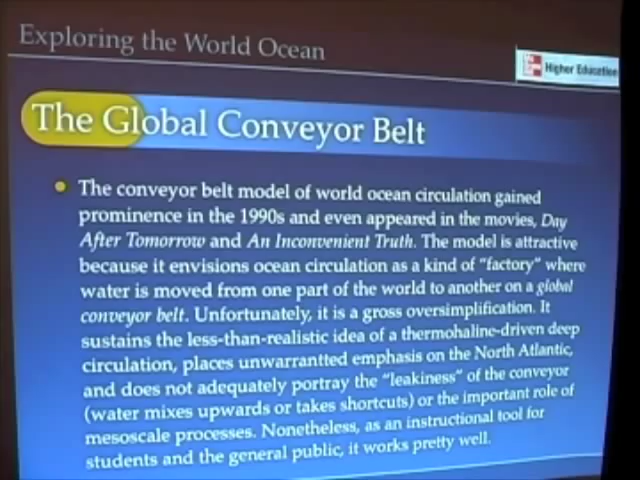 Exploring the World Ocean
Higher Education
The Global Conveyor Belt
The conveyor belt model of world ocean circulation gained
prominence in the 1990s and even appeared in the movies, Day
After Tomorrow and An Inconvenient Truth. The model is attractive
because it envisions ocean circulation as a kind of "factory" where
water is moved from one part of the world to another on a global
conveyor belt. Unfortunately, it is a gross oversimplification. It
sustains the less-than-realistic idea of a thermohaline-driven deep
circulation, places unwarrantted emphasis on the North Atlantic,
and does not adequately portray the "leakiness" of the conveyor
(water mixes upwards or takes shortcuts) or the important role of
mesoscale processes. Nonetheless, as an instructional tool for
students and the general public, it works pretty well.